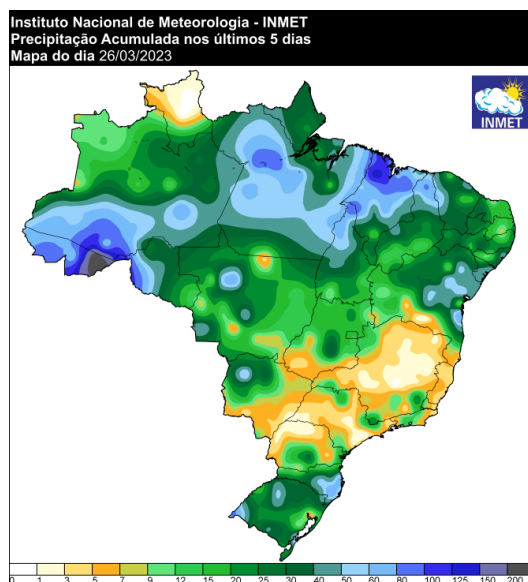 Instituto Nacional de Meteorologia - INMET
Precipitação Acumulada nos últimos 5 dias
Mapa do dia 26/03/2023
INMET
0 1 3 5 7 9 12 15 20 25 30 40 50 60 80 100 125 150 200